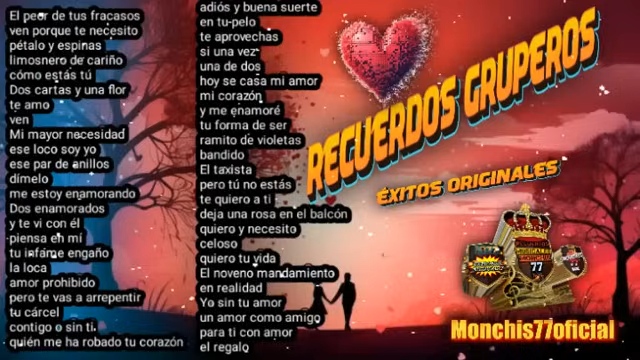 El peor de tus fracasos
ven porque te necesito
pétalo y espinas
limosnero de cariño
cómo estás tú
Dos cartas y una flor
te amo
ven
Mi mayor necesidad
ese loco soy yo
ese par de anillos
dímelo
me estoy enamorando
Dos enamorados
y te vi con él
piensa en mí
tu infáme engaño
la loca
amor prohibido
pero te vas a arrepentir
tu cárcel
contigo o sin ti
quién me ha robado tu corazón
adiós y buena suerte
en tu pelo
te aprovechas
si una vez
una de dos
hoy se casa mi amor
mi corazón
y me enamoré
tu forma de ser
ramito de violetas
bandido
El taxista
pero tú no estás
te quiero a ti
deja una rosa en el balcón
quiero y necesito
celoso
quiero tu vida
El noveno mandamiento
en realidad
Yo sin tu amor
un amor como amigo
para ti con amor
el regalo
RECUERDOS GRUPEROS
ÉXITOS ORIGINALES
77
Monchis77oficial